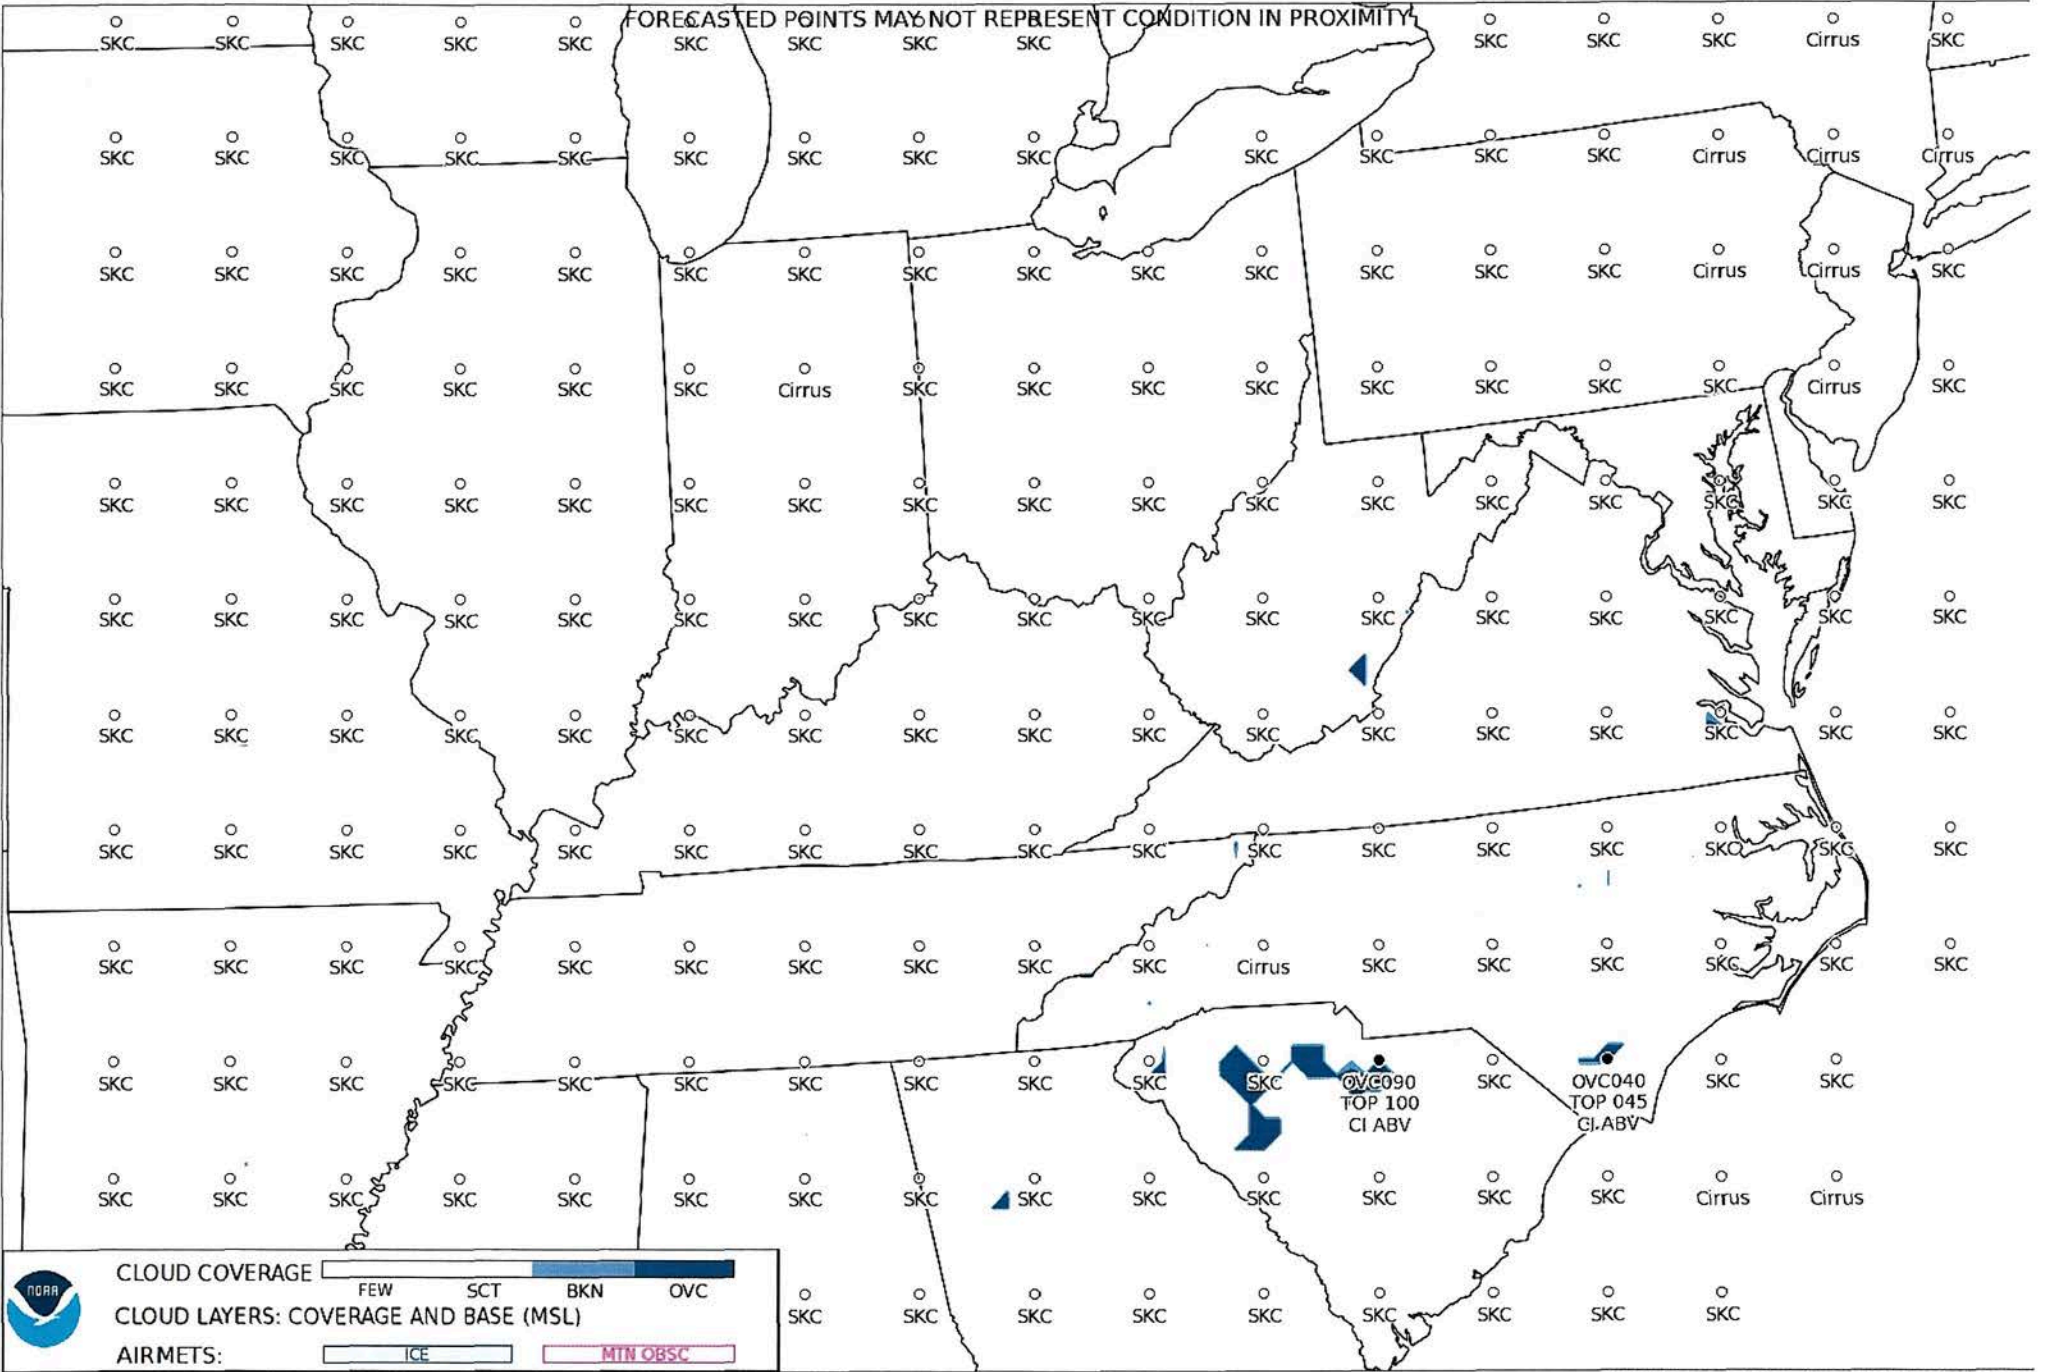 FORECASTED POINTS MAY NOT REPRESENT CONDITION IN PROXIMITY
SKC SKC SKC SKC SKC SKC SKC SKC SKC SKC SKC SKC Cirrus SKC
SKC SKC SKC SKC SKC SKC SKC SKC SKC SKC SKC SKC SKC Cirrus Cirrus Cirrus
SKC SKC SKC SKC SKC SKC SKC SKC SKC SKC SKC SKC SKC SKC Cirrus Cirrus SKC
SKC SKC SKC SKC SKC SKC Cirrus SKC SKC SKC SKC SKC SKC SKC SKC Cirrus SKC
SKC SKC SKC SKC SKC SKC SKC SKC SKC SKC SKC SKC SKC SKC SKC SKC SKC
SKC SKC SKC SKC SKC SKC SKC SKC SKC SKC SKC SKC SKC SKC SKC SKC SKC
SKC SKC SKC SKC SKC SKC SKC SKC SKC SKC SKC SKC SKC SKC SKC SKC SKC
SKC SKC SKC SKC SKC SKC SKC SKC SKC SKC SKC SKC SKC SKC SKC SKC SKC
SKC SKC SKC SKC SKC SKC SKC SKC SKC SKC Cirrus SKC SKC SKC SKC SKC SKC
SKC SKC SKC SKC SKC SKC SKC SKC SKC SKC SKC OVC090 SKC OVC040 SKC SKC
TOP 100 TOP 045
CI ABV CI ABV
SKC SKC SKC SKC SKC SKC SKC SKC SKC SKC SKC SKC SKC SKC Cirrus Cirrus
SKC SKC SKC SKC SKC SKC SKC SKC SKC
NOAA
CLOUD COVERAGE
FEW SCT BKN OVC
CLOUD LAYERS: COVERAGE AND BASE (MSL)
AIRMETS: ICE MTN OBSC